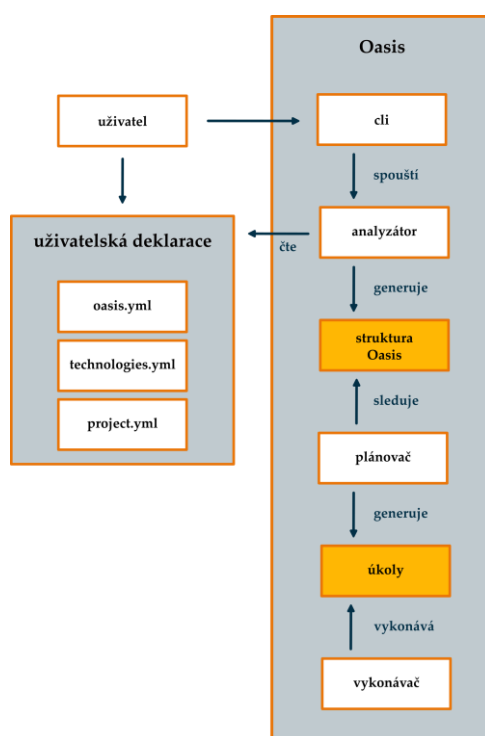 Oasis
uživatel
cli
spouští
uživatelská deklarace
čte
analyzátor
oasis.yml
generuje
technologies.yml
struktura
Oasis
project.yml
sleduje
plánovač
generuje
úkoly
vykonává
vykonávač